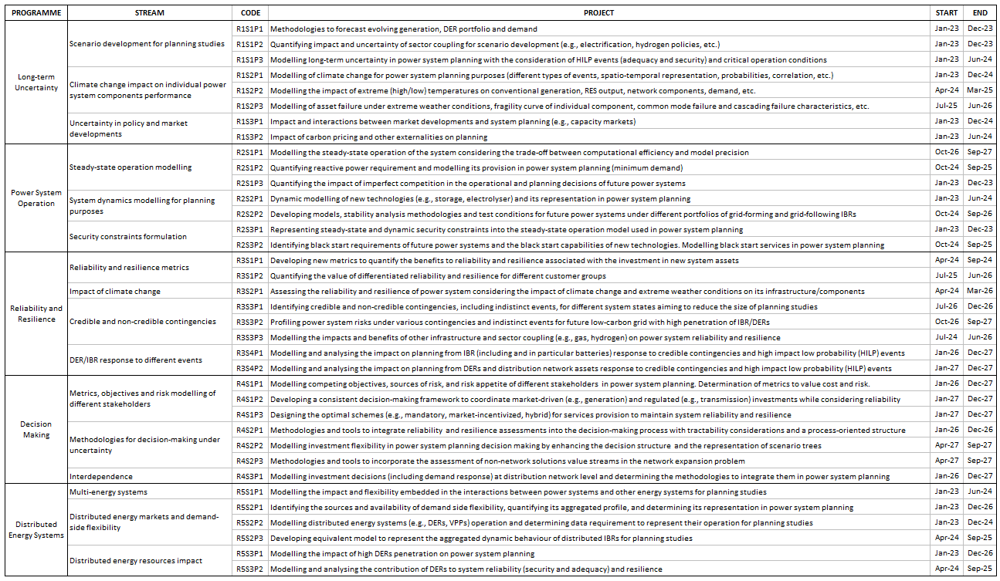 PROGRAMME STREAM CODE PROJECT START END
Long-term Uncertainty
Scenario development for planning studies
R1S1P1 Methodologies to forecast evolving generation, DER portfolio and demand Jan-23 Dec-23
R1S1P2 Quantifying impact and uncertainty of sector coupling for scenario development (e.g., electrification, hydrogen policies, etc.) Jan-23 Dec-23
R1S1P3 Modelling long-term uncertainty in power system planning with the consideration of HILP events (adequacy and security) and critical operation conditions Jan-23 Jun-24
Climate change impact on individual power system components performance
R1S2P1 Modelling of climate change for power system planning purposes (different types of events, spatio-temporal representation, probabilities, correlation, etc.) Jan-23 Dec-24
R1S2P2 Modelling the impact of extreme (high/low) temperatures on conventional generation, RES output, network components, demand, etc. Apr-24 Mar-25
R1S2P3 Modelling of asset failure under extreme weather conditions, fragility curve of individual component, common mode failure and cascading failure characteristics, etc. Jul-25 Jun-26
Uncertainty in policy and market developments
R1S3P1 Impact and interactions between market developments and system planning (e.g., capacity markets) Jan-23 Dec-24
R1S3P2 Impact of carbon pricing and other externalities on planning Jan-23 Jun-24
Power System Operation
Steady-state operation modelling
R2S1P1 Modelling the steady-state operation of the system considering the trade-off between computational efficiency and model precision Oct-26 Sep-27
R2S1P2 Quantifying reactive power requirement and modelling its provision in power system planning (minimum demand) Oct-24 Sep-25
R2S1P3 Quantifying the impact of imperfect competition in the operational and planning decisions of future power systems Jan-23 Dec-23
System dynamics modelling for planning purposes
R2S2P1 Dynamic modelling of new technologies (e.g., storage, electrolyser) and its representation in power system planning Jan-23 Jun-24
R2S2P2 Developing models, stability analysis methodologies and test conditions for future power systems under different portfolios of grid-forming and grid-following IBRs Oct-24 Sep-26
Security constraints formulation
R2S3P1 Representing steady-state and dynamic security constraints into the steady-state operation model used in power system planning Jan-23 Dec-23
R2S3P2 Identifying black start requirements of future power systems and the black start capabilities of new technologies. Modelling black start services in power system planning Oct-24 Sep-25
Reliability and Resilience
Reliability and resilience metrics
R3S1P1 Developing new metrics to quantify the benefits to reliability and resilience associated with the investment in new system assets Apr-24 Sep-24
R3S1P2 Quantifying the value of differentiated reliability and resilience for different customer groups Jul-25 Jun-26
Impact of climate change
R3S2P1 Assessing the reliability and resilience of power system considering the impact of climate change and extreme weather conditions on its infrastructure/components Apr-24 Mar-26
Credible and non-credible contingencies
R3S3P1 Identifying credible and non-credible contingencies, including indistinct events, for different system states aiming to reduce the size of planning studies Jul-26 Dec-26
R3S3P2 Profiling power system risks under various contingencies and indistinct events for future low-carbon grid with high penetration of IBR/DERs Oct-26 Sep-27
R3S3P3 Modelling the impacts and benefits of other infrastructure and sector coupling (e.g., gas, hydrogen) on power system reliability and resilience Jul-24 Jun-26
DER/IBR response to different events
R3S4P1 Modelling and analysing the impact on planning from IBR (including and in particular batteries) response to credible contingencies and high impact low probability (HILP) events Jan-26 Dec-27
R3S4P2 Modelling and analysing the impact on planning from DERs and distribution network assets response to credible contingencies and high impact low probability (HILP) events Jan-27 Dec-27
Decision Making
Metrics, objectives and risk modelling of different stakeholders
R4S1P1 Modelling competing objectives, sources of risk, and risk appetite of different stakeholders in power system planning. Determination of metrics to value cost and risk. Jan-26 Dec-27
R4S1P2 Developing a consistent decision-making framework to coordinate market-driven (e.g., generation) and regulated (e.g., transmission) investments while considering reliability Jan-27 Dec-27
R4S1P3 Designing the optimal schemes (e.g., mandatory, market-incentivized, hybrid) for services provision to maintain system reliability and resilience Jan-27 Dec-27
Methodologies for decision-making under uncertainty
R4S2P1 Methodologies and tools to integrate reliability and resilience assessments into the decision-making process with tractability considerations and a process-oriented structure Jan-26 Dec-26
R4S2P2 Modelling investment flexibility in power system planning decision making by enhancing the decision structure and the representation of scenario trees Apr-27 Sep-27
R4S2P3 Methodologies and tools to incorporate the assessment of non-network solutions value streams in the network expansion problem Apr-27 Sep-27
Interdependence
R4S3P1 Modelling investment decisions (including demand response) at distribution network level and determining the methodologies to integrate them in power system planning Jan-26 Dec-27
Distributed Energy Systems
Multi-energy systems
R5S1P1 Modelling the impact and flexibility embedded in the interactions between power systems and other energy systems for planning studies Jan-23 Jun-24
Distributed energy markets and demand-side flexibility
R5S2P1 Identifying the sources and availability of demand side flexibility, quantifying its aggregated profile, and determining its representation in power system planning Jan-23 Dec-26
R5S2P2 Modelling distributed energy systems (e.g., DERs, VPPs) operation and determining data requirement to represent their operation for planning studies Jan-23 Dec-24
R5S2P3 Developing equivalent model to represent the aggregated dynamic behaviour of distributed IBRs for planning studies Apr-24 Sep-25
Distributed energy resources impact
R5S3P1 Modelling the impact of high DERs penetration on power system planning Jan-23 Dec-26
R5S3P2 Modelling and analysing the contribution of DERs to system reliability (security and adequacy) and resilience Apr-24 Sep-25